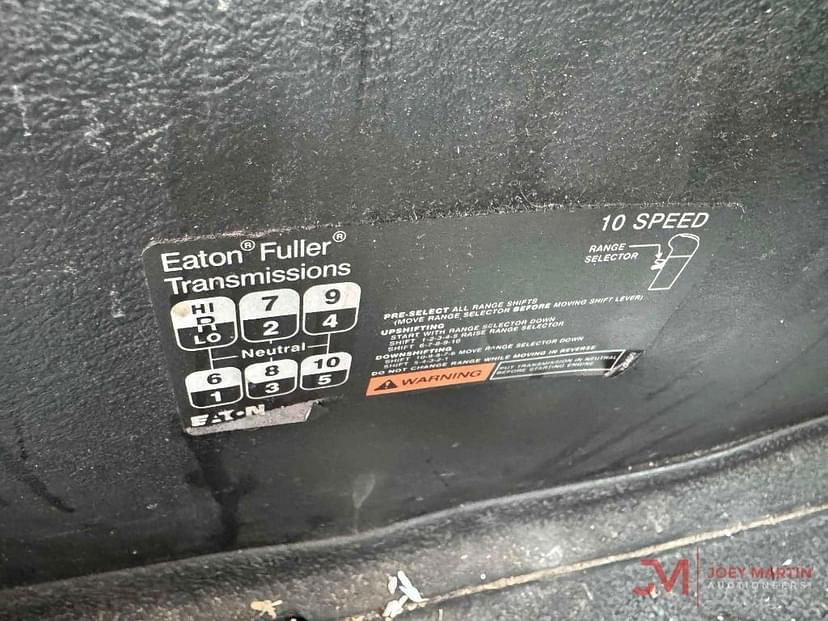 10 SPEED
Eaton® Fuller®
Transmissions
RANGE
SELECTOR
HI
R
LO
7
2
9
4
Neutral
6
1
8
3
10
5
EATON
PRE-SELECT ALL RANGE SHIFTS
(MOVE RANGE SELECTOR BEFORE MOVING SHIFT LEVER)
UPSHIFTING
START WITH RANGE SELECTOR DOWN
SHIFT 1-2-3-4-5 RAISE RANGE SELECTOR
SHIFT 6-7-8-9-10
DOWNSHIFTING
SHIFT 10-9-8-7-6 MOVE RANGE SELECTOR DOWN
SHIFT 5-4-3-2-1
DO NOT CHANGE RANGE WHILE MOVING IN REVERSE
WARNING
PUT TRANSMISSION IN NEUTRAL
BEFORE STARTING ENGINE
JM
JOEY MARTIN
AUCTIONEERS